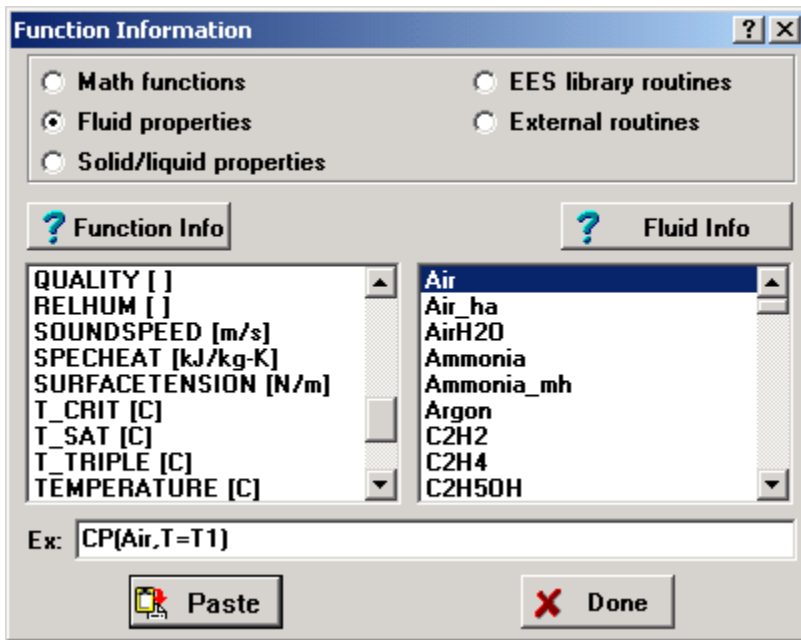 Function Information
Math functions
EES library routines
Fluid properties
External routines
Solid/liquid properties
? Function Info
? Fluid Info
QUALITY [ ]
RELHUM [ ]
SOUNDSPEED [m/s]
SPECHEAT [kJ/kg-K]
SURFACETENSION [N/m]
T_CRIT [C]
T_SAT [C]
T_TRIPLE [C]
TEMPERATURE [C]
Air
Air_ha
AirH2O
Ammonia
Ammonia_mh
Argon
C2H2
C2H4
C2H5OH
Ex: CP(Air,T=T1)
Paste
Done